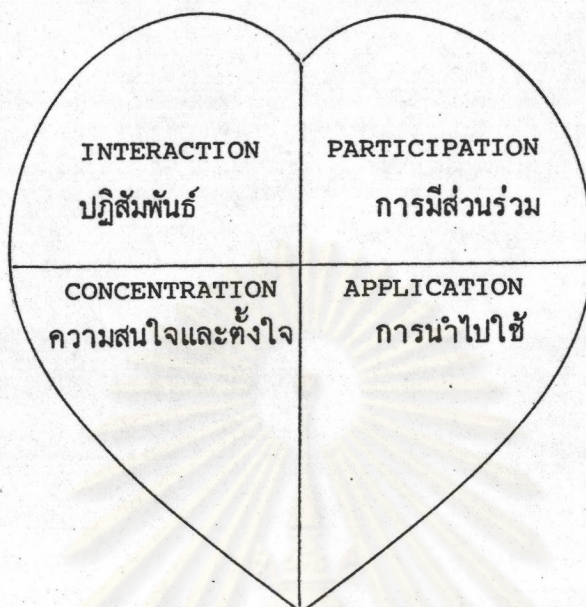 INTERACTION
ปฏิสัมพันธ์
PARTICIPATION
การมีส่วนร่วม
CONCENTRATION
ความสนใจและตั้งใจ
APPLICATION
การนำไปใช้